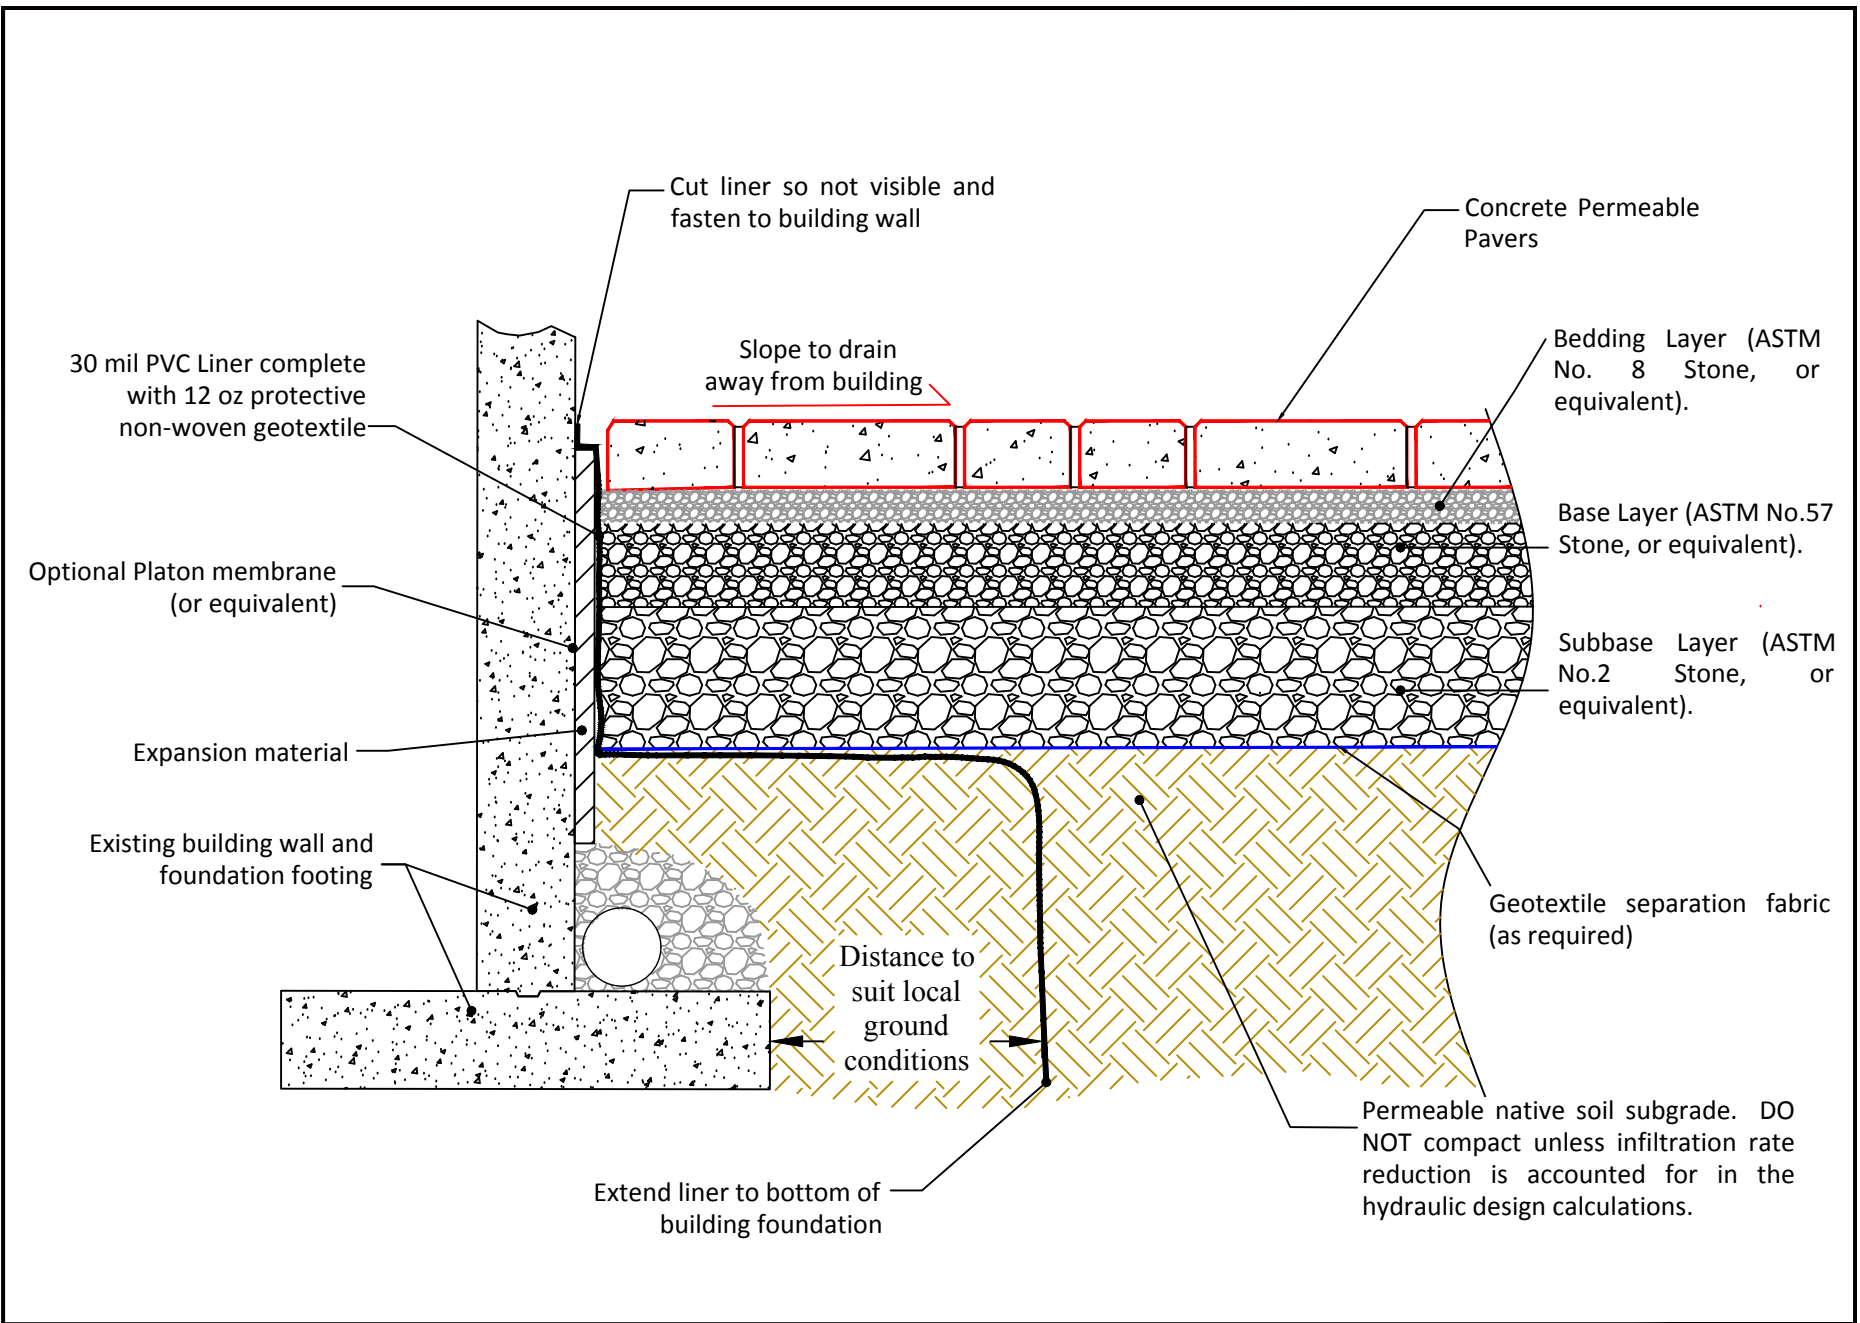 Cut liner so not visible and
fasten to building wall
Concrete Permeable
Pavers
30 mil PVC Liner complete
with 12 oz protective
non-woven geotextile
Slope to drain
away from building
Bedding Layer (ASTM
No. 8 Stone, or
equivalent).
Base Layer (ASTM No.57
Stone, or equivalent).
Optional Platon membrane
(or equivalent)
Subbase Layer (ASTM
No.2 Stone, or
equivalent).
Expansion material
Existing building wall and
foundation footing
Geotextile separation fabric
(as required)
Distance to
suit local
ground
conditions
Permeable native soil subgrade. DO
NOT compact unless infiltration rate
reduction is accounted for in the
hydraulic design calculations.
Extend liner to bottom of
building foundation